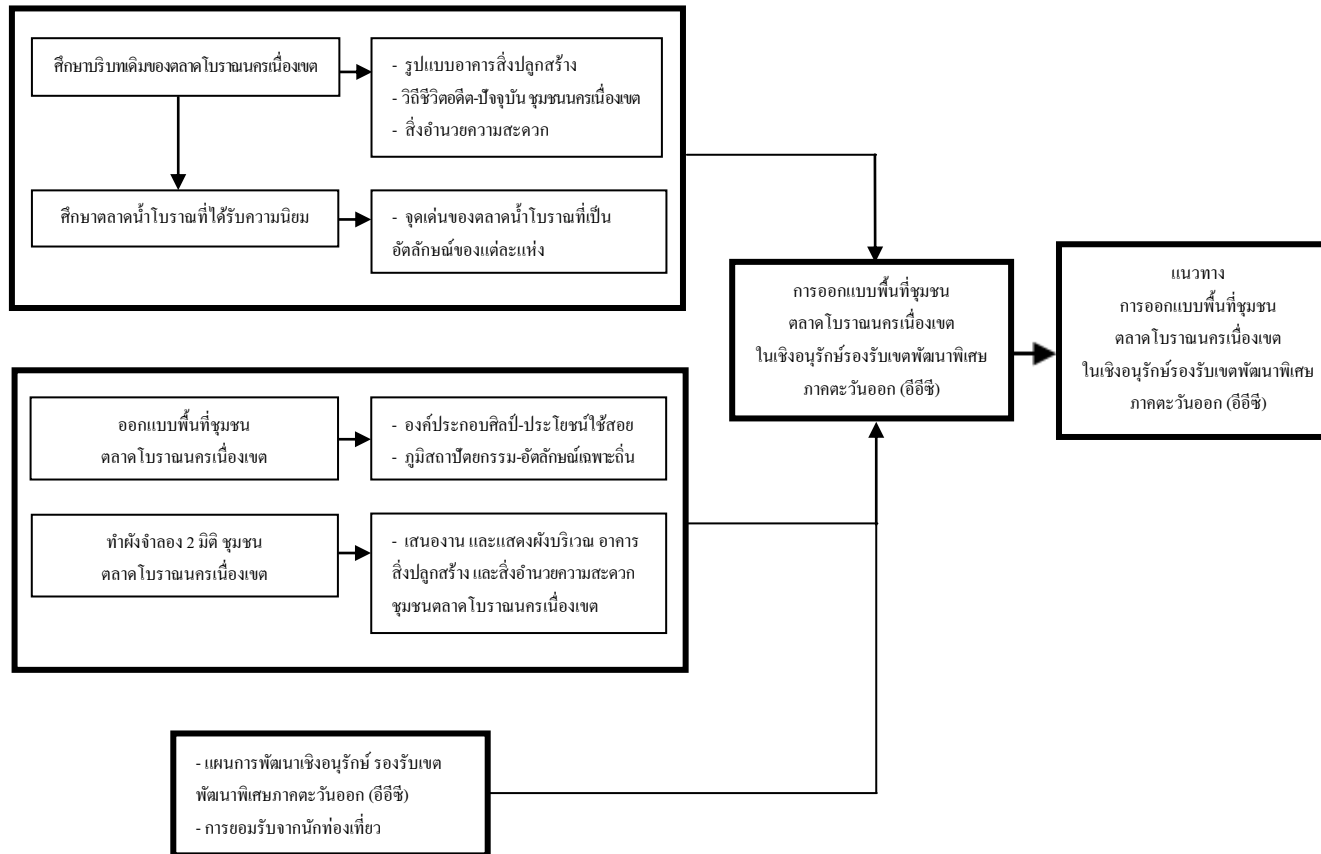 ศึกษาบริบทเดิมของตลาดโบราณนครเนื่องเขต
- รูปแบบอาคารสิ่งปลูกสร้าง
- วิถีชีวิตอดีต-ปัจจุบัน ชุมชนนครเนื่องเขต
- สิ่งอำนวยความสะดวก
ศึกษาตลาดน้ำโบราณที่ได้รับความนิยม
- จุดเด่นของตลาดน้ำโบราณที่เป็น
อัตลักษณ์ของแต่ละแห่ง
ออกแบบพื้นที่ชุมชน
ตลาดโบราณนครเนื่องเขต
- องค์ประกอบศิลป์-ประโยชน์ใช้สอย
- ภูมิสถาปัตยกรรม-อัตลักษณ์เฉพาะถิ่น
ทำผังจำลอง 2 มิติ ชุมชน
ตลาดโบราณนครเนื่องเขต
- เสนองาน และแสดงผังบริเวณ อาคาร
สิ่งปลูกสร้าง และสิ่งอำนวยความสะดวก
ชุมชนตลาดโบราณนครเนื่องเขต
- แผนการพัฒนาเชิงอนุรักษ์ รองรับเขต
พัฒนาพิเศษภาคตะวันออก (อีอีซี)
- การยอมรับจากนักท่องเที่ยว
การออกแบบพื้นที่ชุมชน
ตลาดโบราณนครเนื่องเขต
ในเชิงอนุรักษ์รองรับเขตพัฒนาพิเศษ
ภาคตะวันออก (อีอีซี)
แนวทาง
การออกแบบพื้นที่ชุมชน
ตลาดโบราณนครเนื่องเขต
ในเชิงอนุรักษ์รองรับเขตพัฒนาพิเศษ
ภาคตะวันออก (อีอีซี)